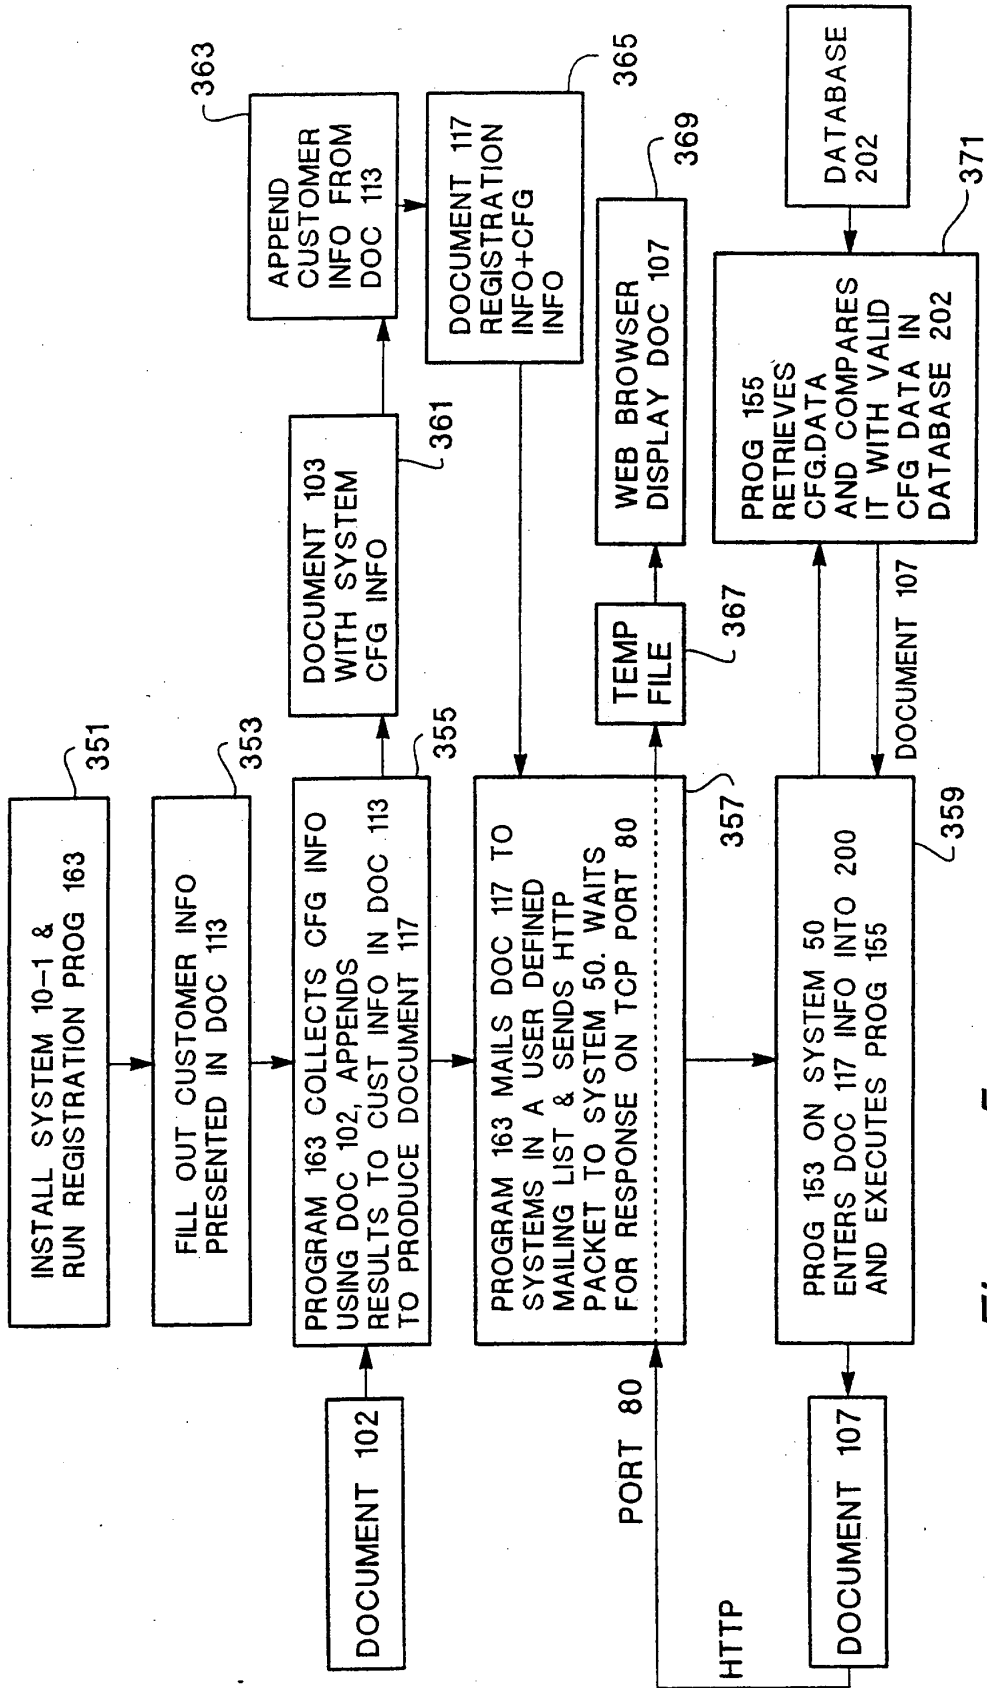 351
INSTALL SYSTEM 10-1 &
RUN REGISTRATION PROG 163
353
FILL OUT CUSTOMER INFO
PRESENTED IN DOC 113
DOCUMENT 102
PROGRAM 163 COLLECTS CFG INFO
USING DOC 102, APPENDS
RESULTS TO CUST INFO IN DOC 113
TO PRODUCE DOCUMENT 117
355
DOCUMENT 103
WITH SYSTEM
CFG INFO
361
APPEND
CUSTOMER
INFO FROM
DOC 113
363
DOCUMENT 117
REGISTRATION
INFO+CFG
INFO
365
PROGRAM 163 MAILS DOC 117 TO
SYSTEMS IN A USER DEFINED
MAILING LIST & SENDS HTTP
PACKET TO SYSTEM 50. WAITS
FOR RESPONSE ON TCP PORT 80
357
PORT 80
TEMP
FILE
367
WEB BROWSER
DISPLAY DOC 107
369
HTTP
DOCUMENT 107
PROG 153 ON SYSTEM 50
ENTERS DOC 117 INFO INTO 200
AND EXECUTES PROG 155
359
DOCUMENT 107
PROG 155
RETRIEVES
CFG.DATA
AND COMPARES
IT WITH VALID
CFG DATA IN
DATABASE 202
371
DATABASE
202